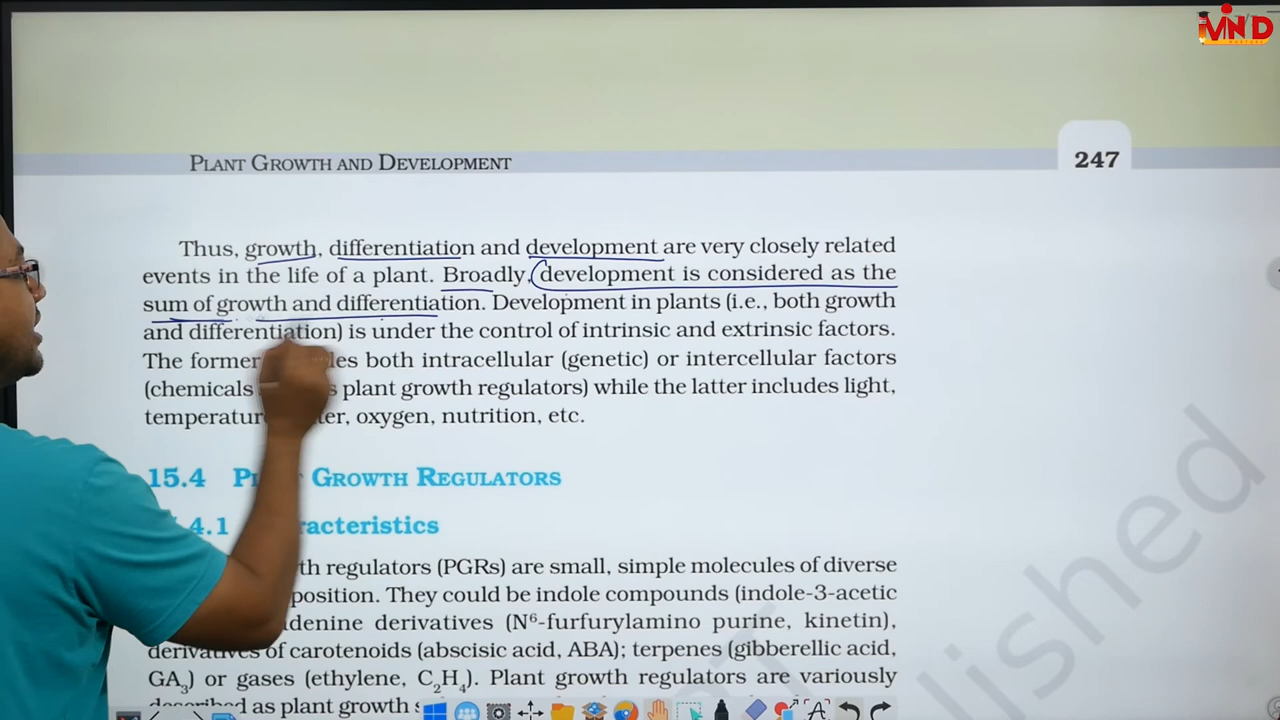 MIND
PLANT GROWTH AND DEVELOPMENT
247
Thus, growth, differentiation and development are very closely related
events in the life of a plant. Broadly, development is considered as the
sum of growth and differentiation. Development in plants (i.e., both growth
and differentiation) is under the control of intrinsic and extrinsic factors.
The former both intracellular (genetic) or intercellular factors
(chemicals plant growth regulators) while the latter includes light,
temperature, oxygen, nutrition, etc.
15.4 GROWTH REGULATORS
4.1
regulators (PGRs) are small, simple molecules of diverse
They could be indole compounds (indole-3-acetic
derivatives (N⁶-furfurylamino purine, kinetin),
derivatives of carotenoids (abscisic acid, ABA); terpenes (gibberellic acid,
GA₃) or gases (ethylene, C₂H₄). Plant growth regulators are variously
described as plant growth
lished